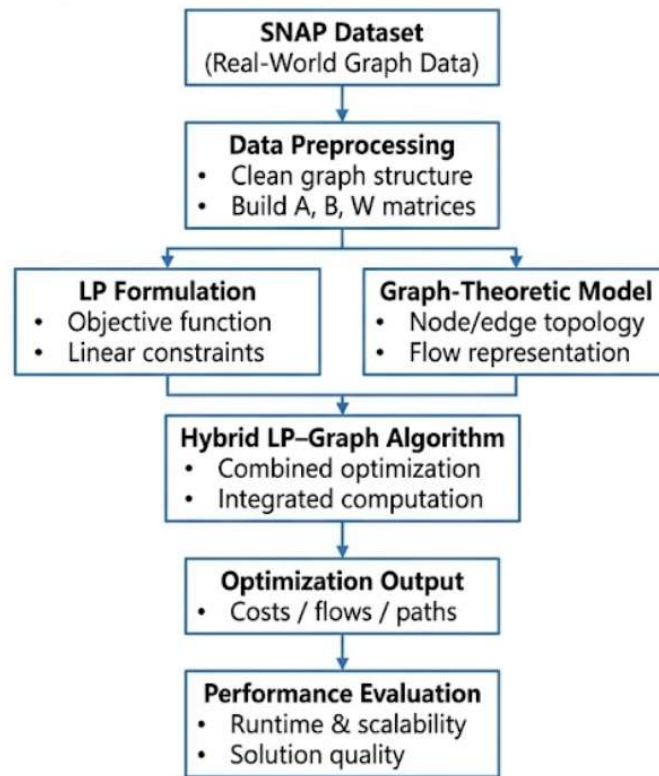 SNAP Dataset
(Real-World Graph Data)
Data Preprocessing
• Clean graph structure
• Build A, B, W matrices
LP Formulation
• Objective function
• Linear constraints
Graph-Theoretic Model
• Node/edge topology
• Flow representation
Hybrid LP–Graph Algorithm
• Combined optimization
• Integrated computation
Optimization Output
• Costs / flows / paths
Performance Evaluation
• Runtime & scalability
• Solution quality